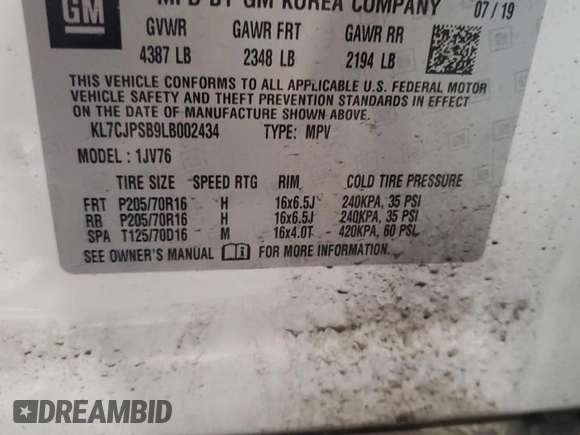 GM
MFD BY GM KOREA COMPANY 07/19
GVWR GAWR FRT GAWR RR
4387 LB 2348 LB 2194 LB
THIS VEHICLE CONFORMS TO ALL APPLICABLE U.S. FEDERAL MOTOR
VEHICLE SAFETY AND THEFT PREVENTION STANDARDS IN EFFECT
ON THE DATE OF MANUFACTURE SHOWN ABOVE.
KL7CJPSB9LB002434 TYPE: MPV
MODEL: 1JV76
TIRE SIZE SPEED RTG RIM COLD TIRE PRESSURE
FRT P205/70R16 H 16x6.5J 240KPA, 35 PSI
RR P205/70R16 H 16x6.5J 240KPA, 35 PSI
SPA T125/70D16 M 16x4.0T 420KPA, 60 PSI
SEE OWNER'S MANUAL FOR MORE INFORMATION
DREAMBID